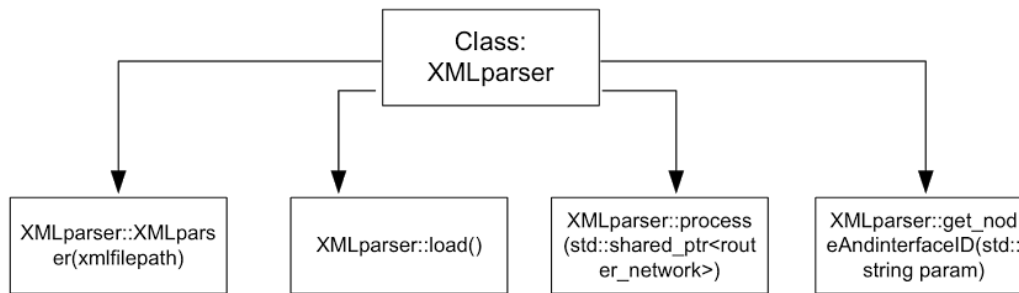 Class:
XMLparser
XMLparser::XMLpars
er(xmlfilepath)
XMLparser::load()
XMLparser::process
(std::shared_ptr<rout
er_network>)
XMLparser::get_nod
eAndinterfaceID(std::
string param)